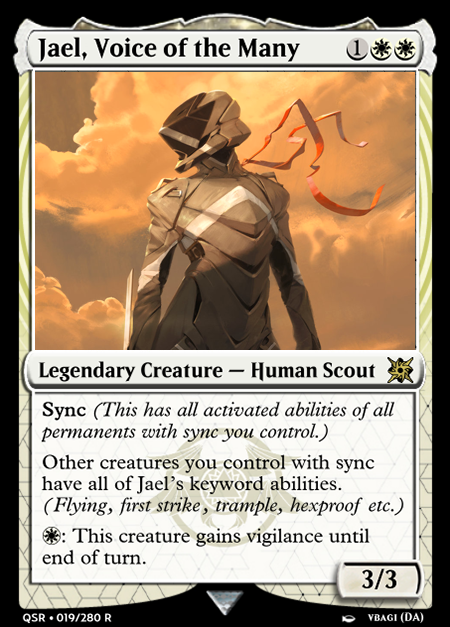 Jael, Voice of the Many 1
Legendary Creature — Human Scout
Sync (This has all activated abilities of all
permanents with sync you control.)
Other creatures you control with sync
have all of Jael's keyword abilities.
(Flying, first strike, trample, hexproof etc.)
: This creature gains vigilance until
end of turn.
3/3
QSR • 019/280 R VBAGI (DA)